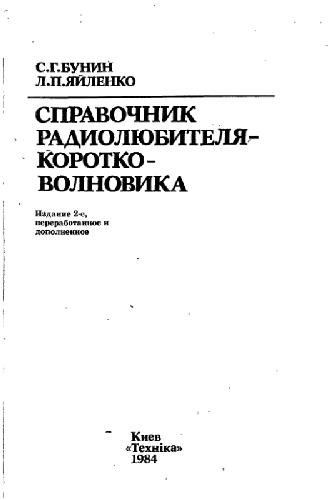 С.Г.БУНИН
Л.П.ЯЙЛЕНКО
СПРАВОЧНИК
РАДИОЛЮБИТЕЛЯ-
КОРОТКО-
ВОЛНОВИКА
Издание 2-е,
переработанное и
дополненное
Киев
«Техніка»
1984